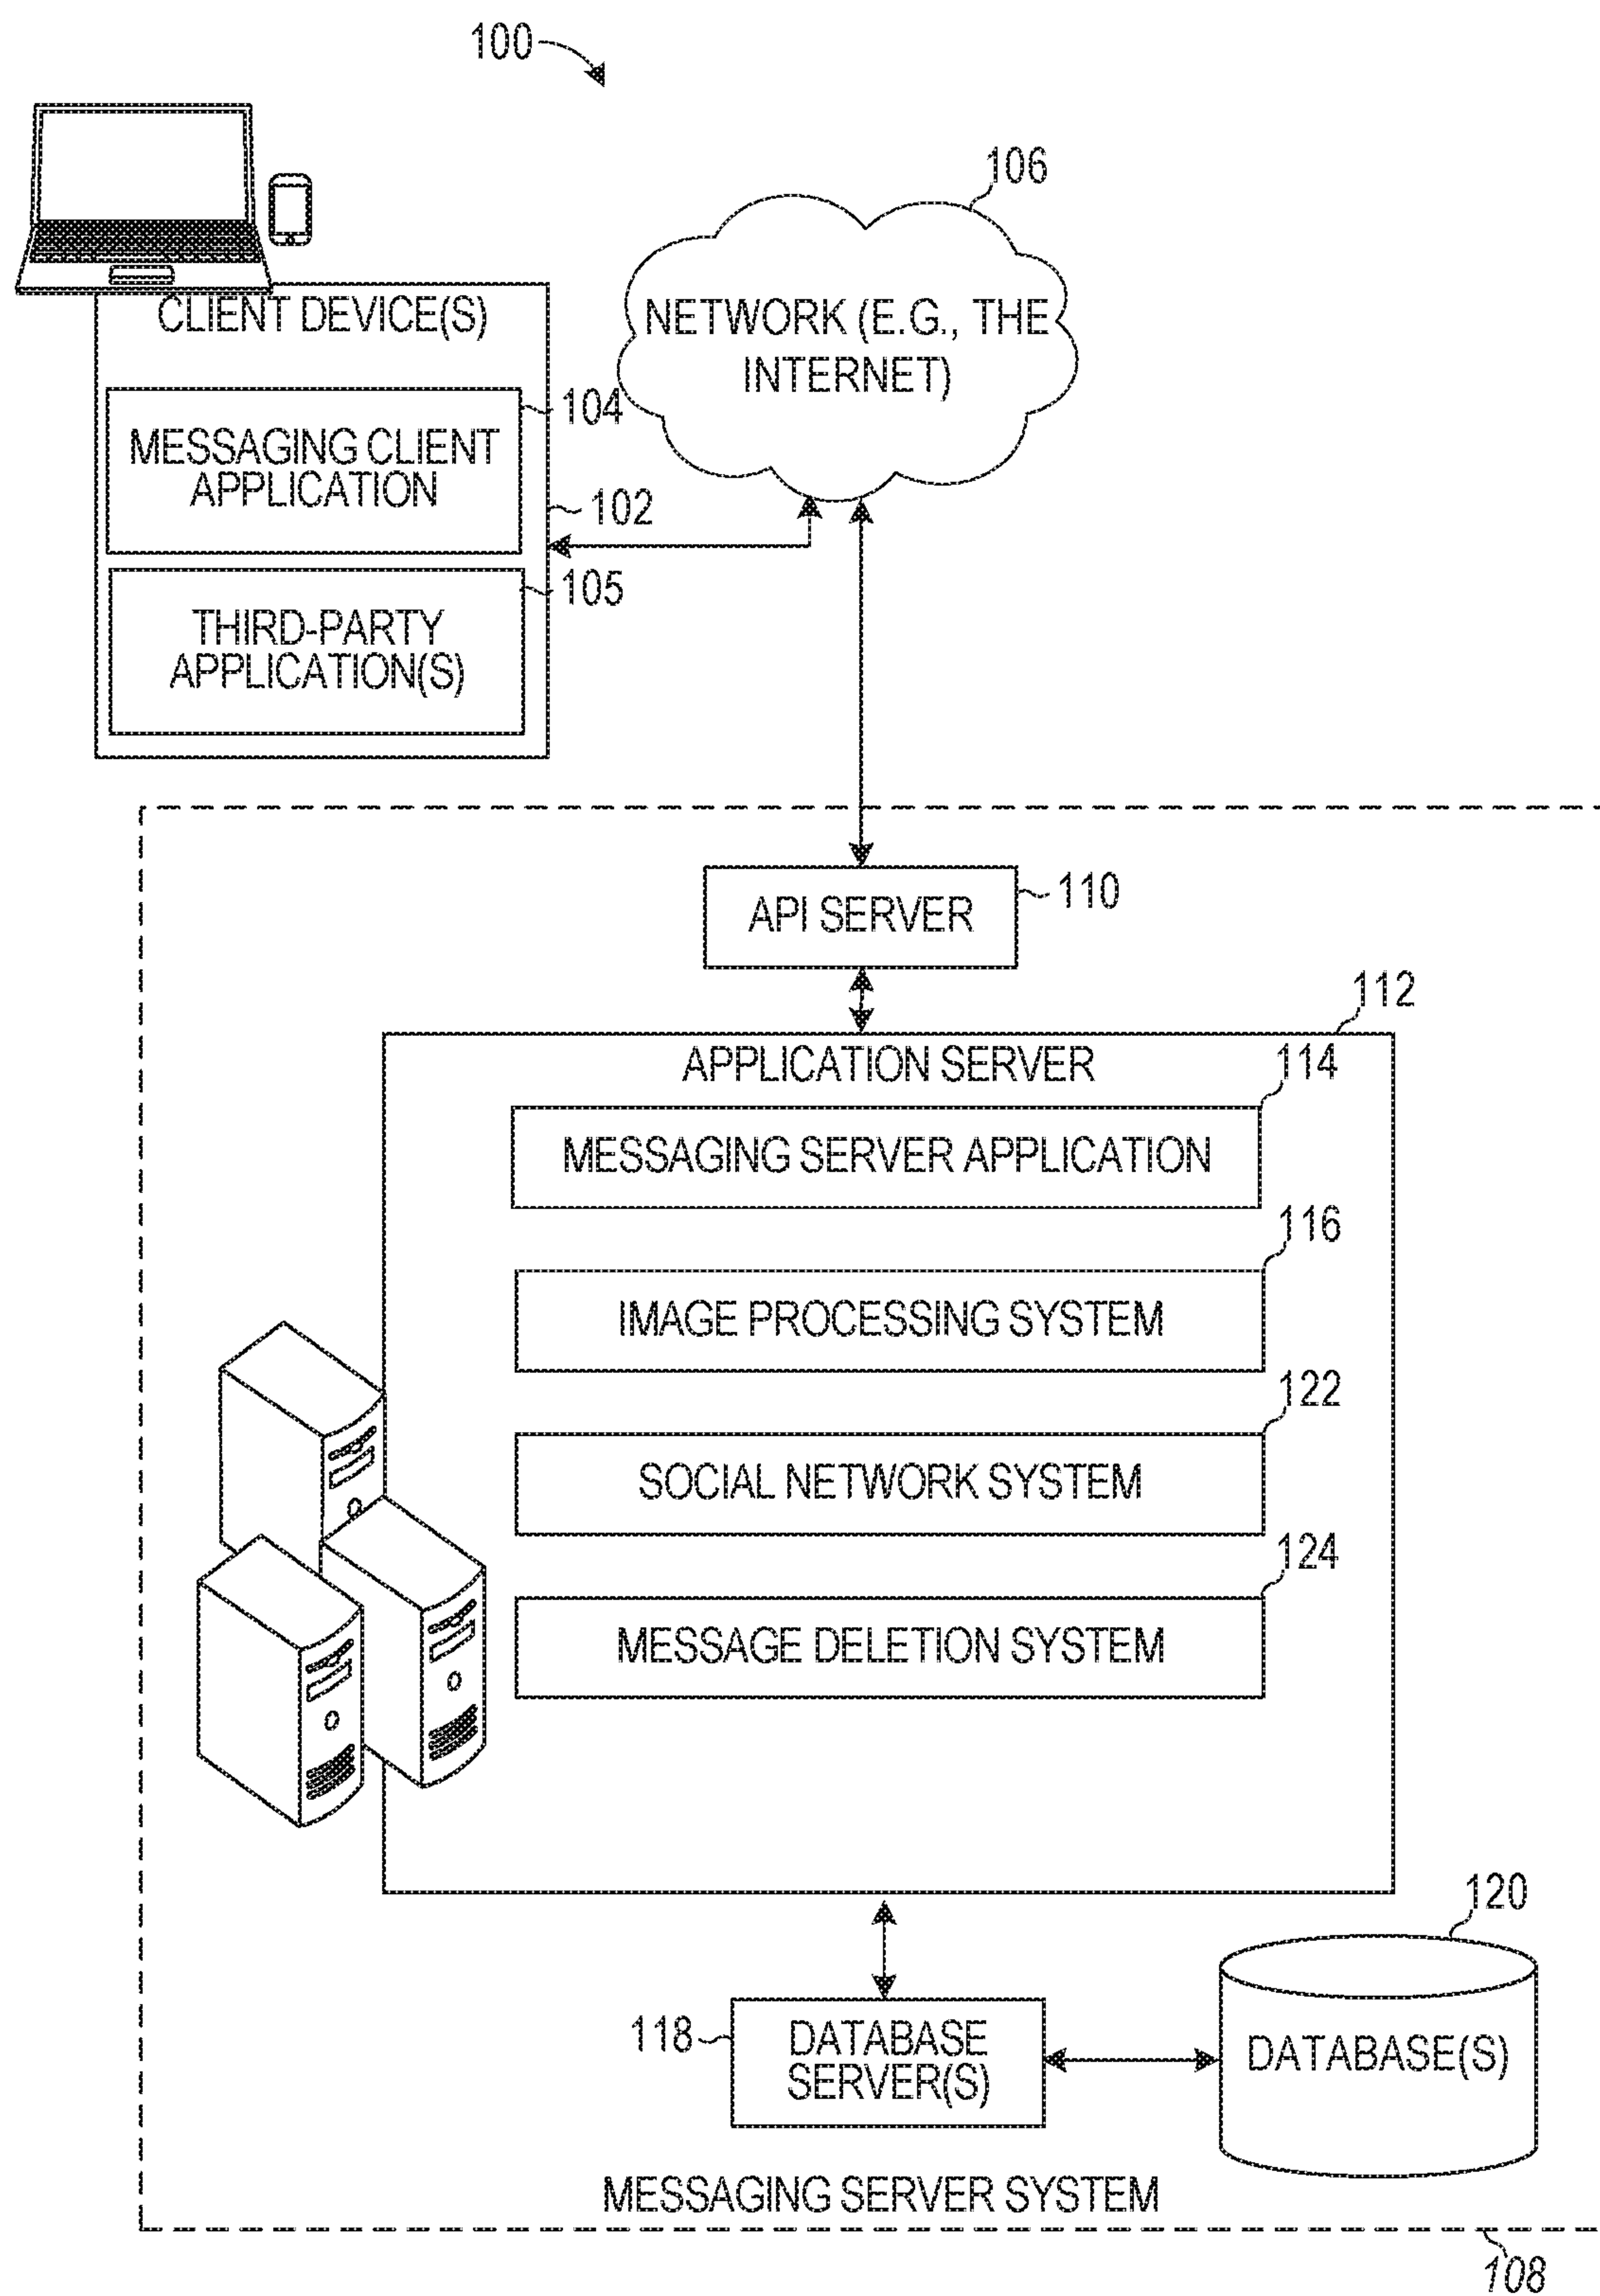 100
106
CLIENT DEVICE(S)
NETWORK (E.G., THE
INTERNET)
104
MESSAGING CLIENT
APPLICATION
102
105
THIRD-PARTY
APPLICATION(S)
110
API SERVER
112
APPLICATION SERVER
114
MESSAGING SERVER APPLICATION
116
IMAGE PROCESSING SYSTEM
122
SOCIAL NETWORK SYSTEM
124
MESSAGE DELETION SYSTEM
120
118
DATABASE
SERVER(S)
DATABASE(S)
MESSAGING SERVER SYSTEM
108